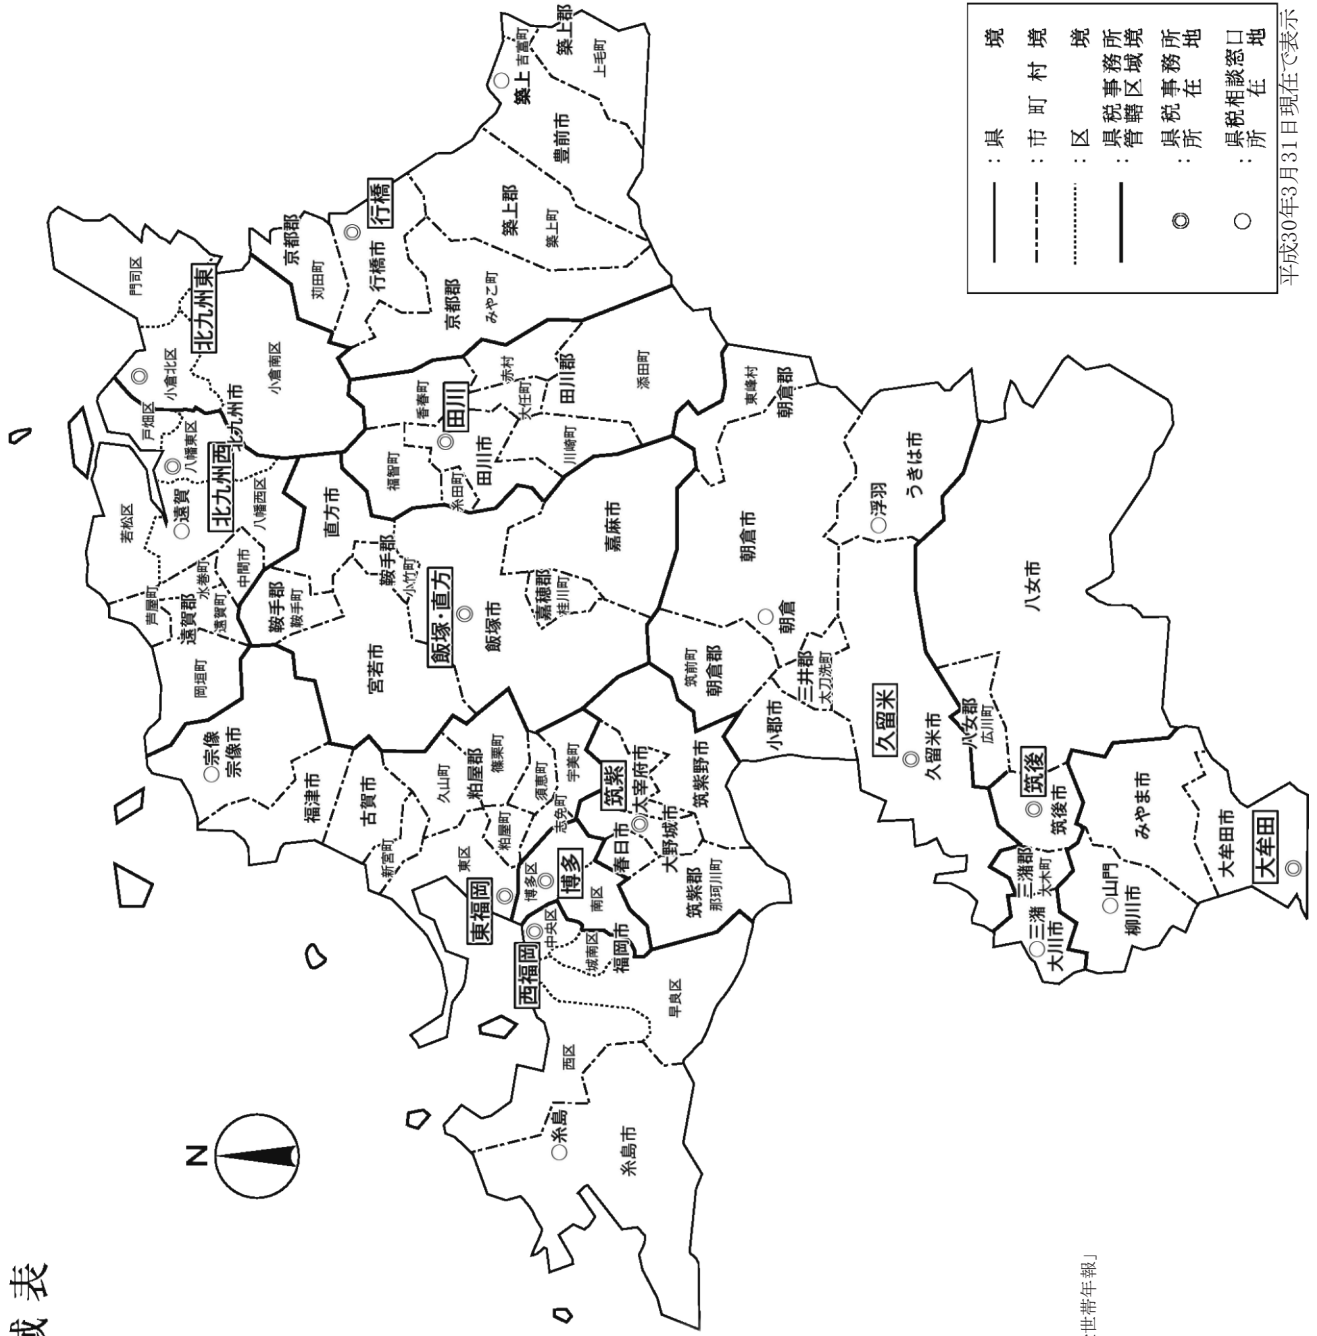 域表
N
門司区
北九州東
小倉北区
小倉南区
戸畑区
八幡東区
北九州市
北九州西
八幡西区
若松区
遠賀
芦屋町
水巻町
中間市
遠賀郡
遠賀町
岡垣町
鞍手郡
鞍手町
京都郡
苅田町
行橋
行橋市
京都郡
みやこ町
築上
吉富町
築上郡
上毛町
豊前市
築上郡
築上町
香春町
赤村
田川
大任町
田川郡
添田町
福智町
田川市
糸田町
川崎町
直方市
鞍手郡
小竹町
宮若市
飯塚・直方
飯塚市
嘉穂郡
桂川町
嘉麻市
宗像
宗像市
福津市
古賀市
新宮町
久山町
粕屋郡
篠栗町
須恵町
宇美町
志免町
粕屋町
東区
東福岡
博多区
博多
南区
中央区
西福岡
城南区
福岡市
早良区
西区
糸島
糸島市
筑紫
太宰府市
春日市
大野城市
筑紫野市
筑紫郡
那珂川町
東峰村
朝倉郡
朝倉市
朝倉
筑前町
朝倉郡
三井郡
大刀洗町
小郡市
浮羽
うきは市
久留米
久留米市
八女市
八女郡
広川町
筑後
筑後市
三潴郡
大木町
三潴
大川市
みやま市
山門
柳川市
大牟田市
大牟田
：県境
：市町村境
：区境
：県税事務所
管轄区域境
：県税事務所
所在地
：県税相談窓口
所在地
平成30年3月31日現在で表示
世帯年報」